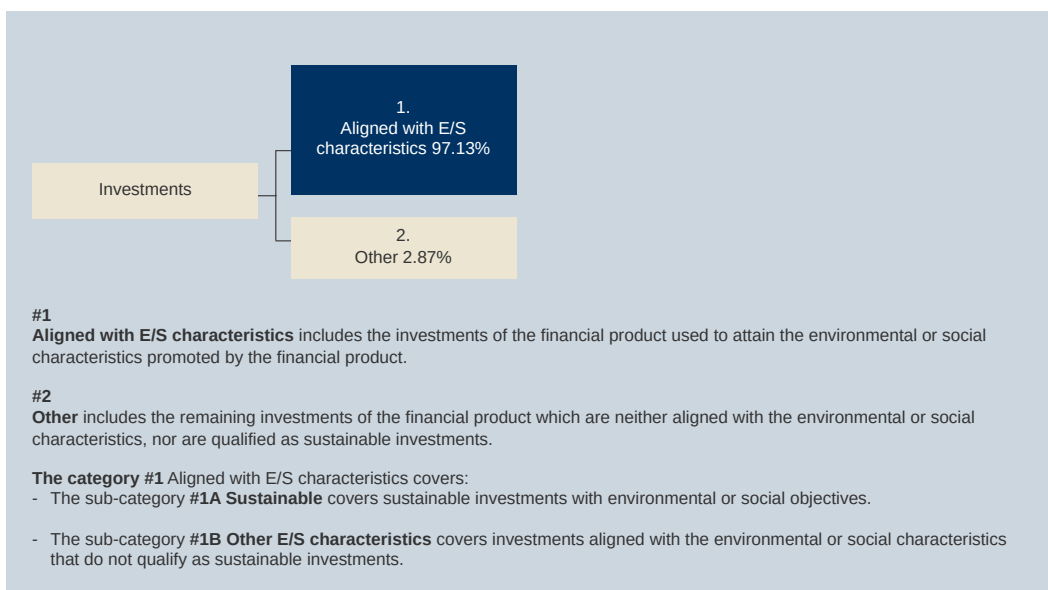 1.
Aligned with E/S
characteristics 97.13%
Investments
2.
Other 2.87%
#1
Aligned with E/S characteristics includes the investments of the financial product used to attain the environmental or social
characteristics promoted by the financial product.
#2
Other includes the remaining investments of the financial product which are neither aligned with the environmental or social
characteristics, nor are qualified as sustainable investments.
The category #1 Aligned with E/S characteristics covers:
- The sub-category #1A Sustainable covers sustainable investments with environmental or social objectives.
- The sub-category #1B Other E/S characteristics covers investments aligned with the environmental or social characteristics
that do not qualify as sustainable investments.